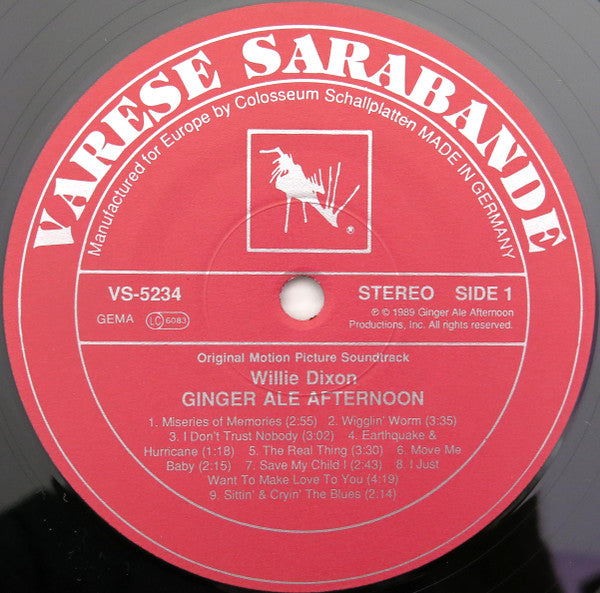 VARESE SARABANDE
Manufactured for Europe by Colosseum Schallplatten MADE IN GERMANY
®
VS-5234
STEREO SIDE 1
GEMA LC 6083
℗ © 1989 Ginger Ale Afternoon
Productions, Inc. All rights reserved.
Original Motion Picture Soundtrack
Willie Dixon
GINGER ALE AFTERNOON
1. Miseries of Memories (2:55) 2. Wigglin' Worm (3:35)
3. I Don't Trust Nobody (3:02) 4. Earthquake &
Hurricane (1:18) 5. The Real Thing (3:30) 6. Move Me
Baby (2:15) 7. Save My Child I (2:43) 8. I Just
Want To Make Love To You (4:19)
9. Sittin' & Cryin' The Blues (2:14)